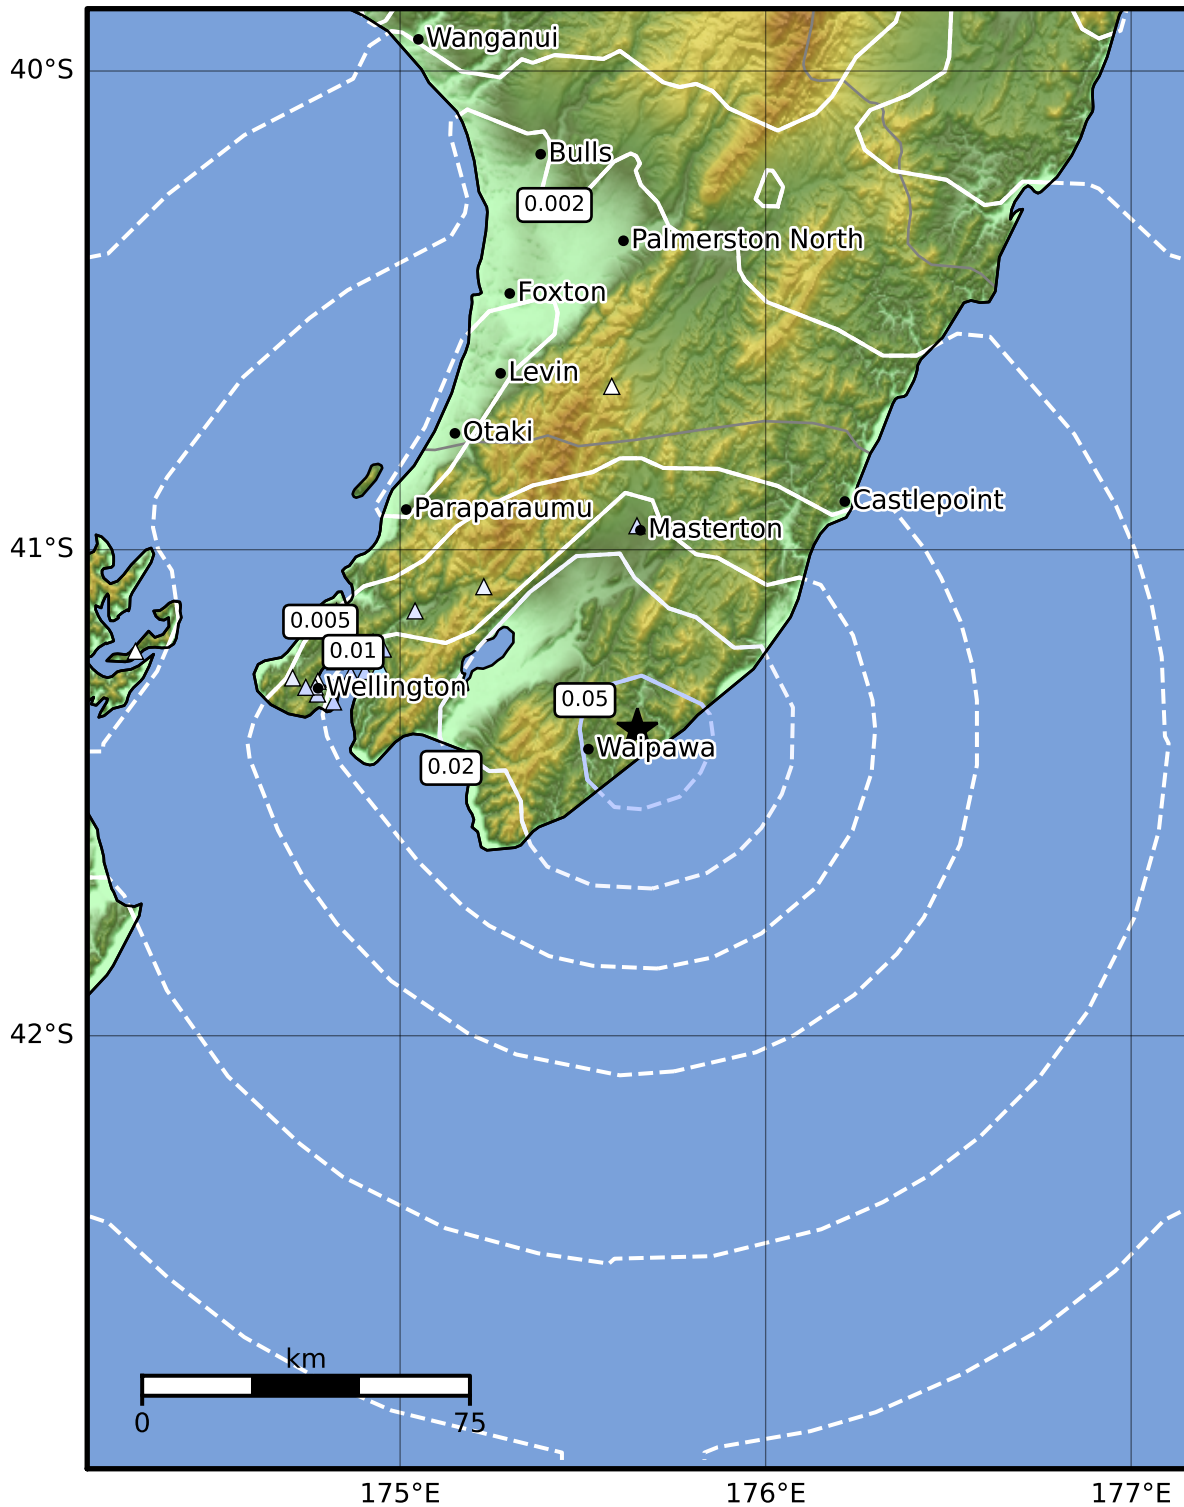 Wanganui
40°S
Bulls
0.002
Palmerston North
Foxton
Levin
Otaki
Castlepoint
Paraparaumu
Masterton
41°S
0.005
0.01
Wellington
0.05
Waipawa
0.02
42°S
km
0 75
175°E 176°E 177°E